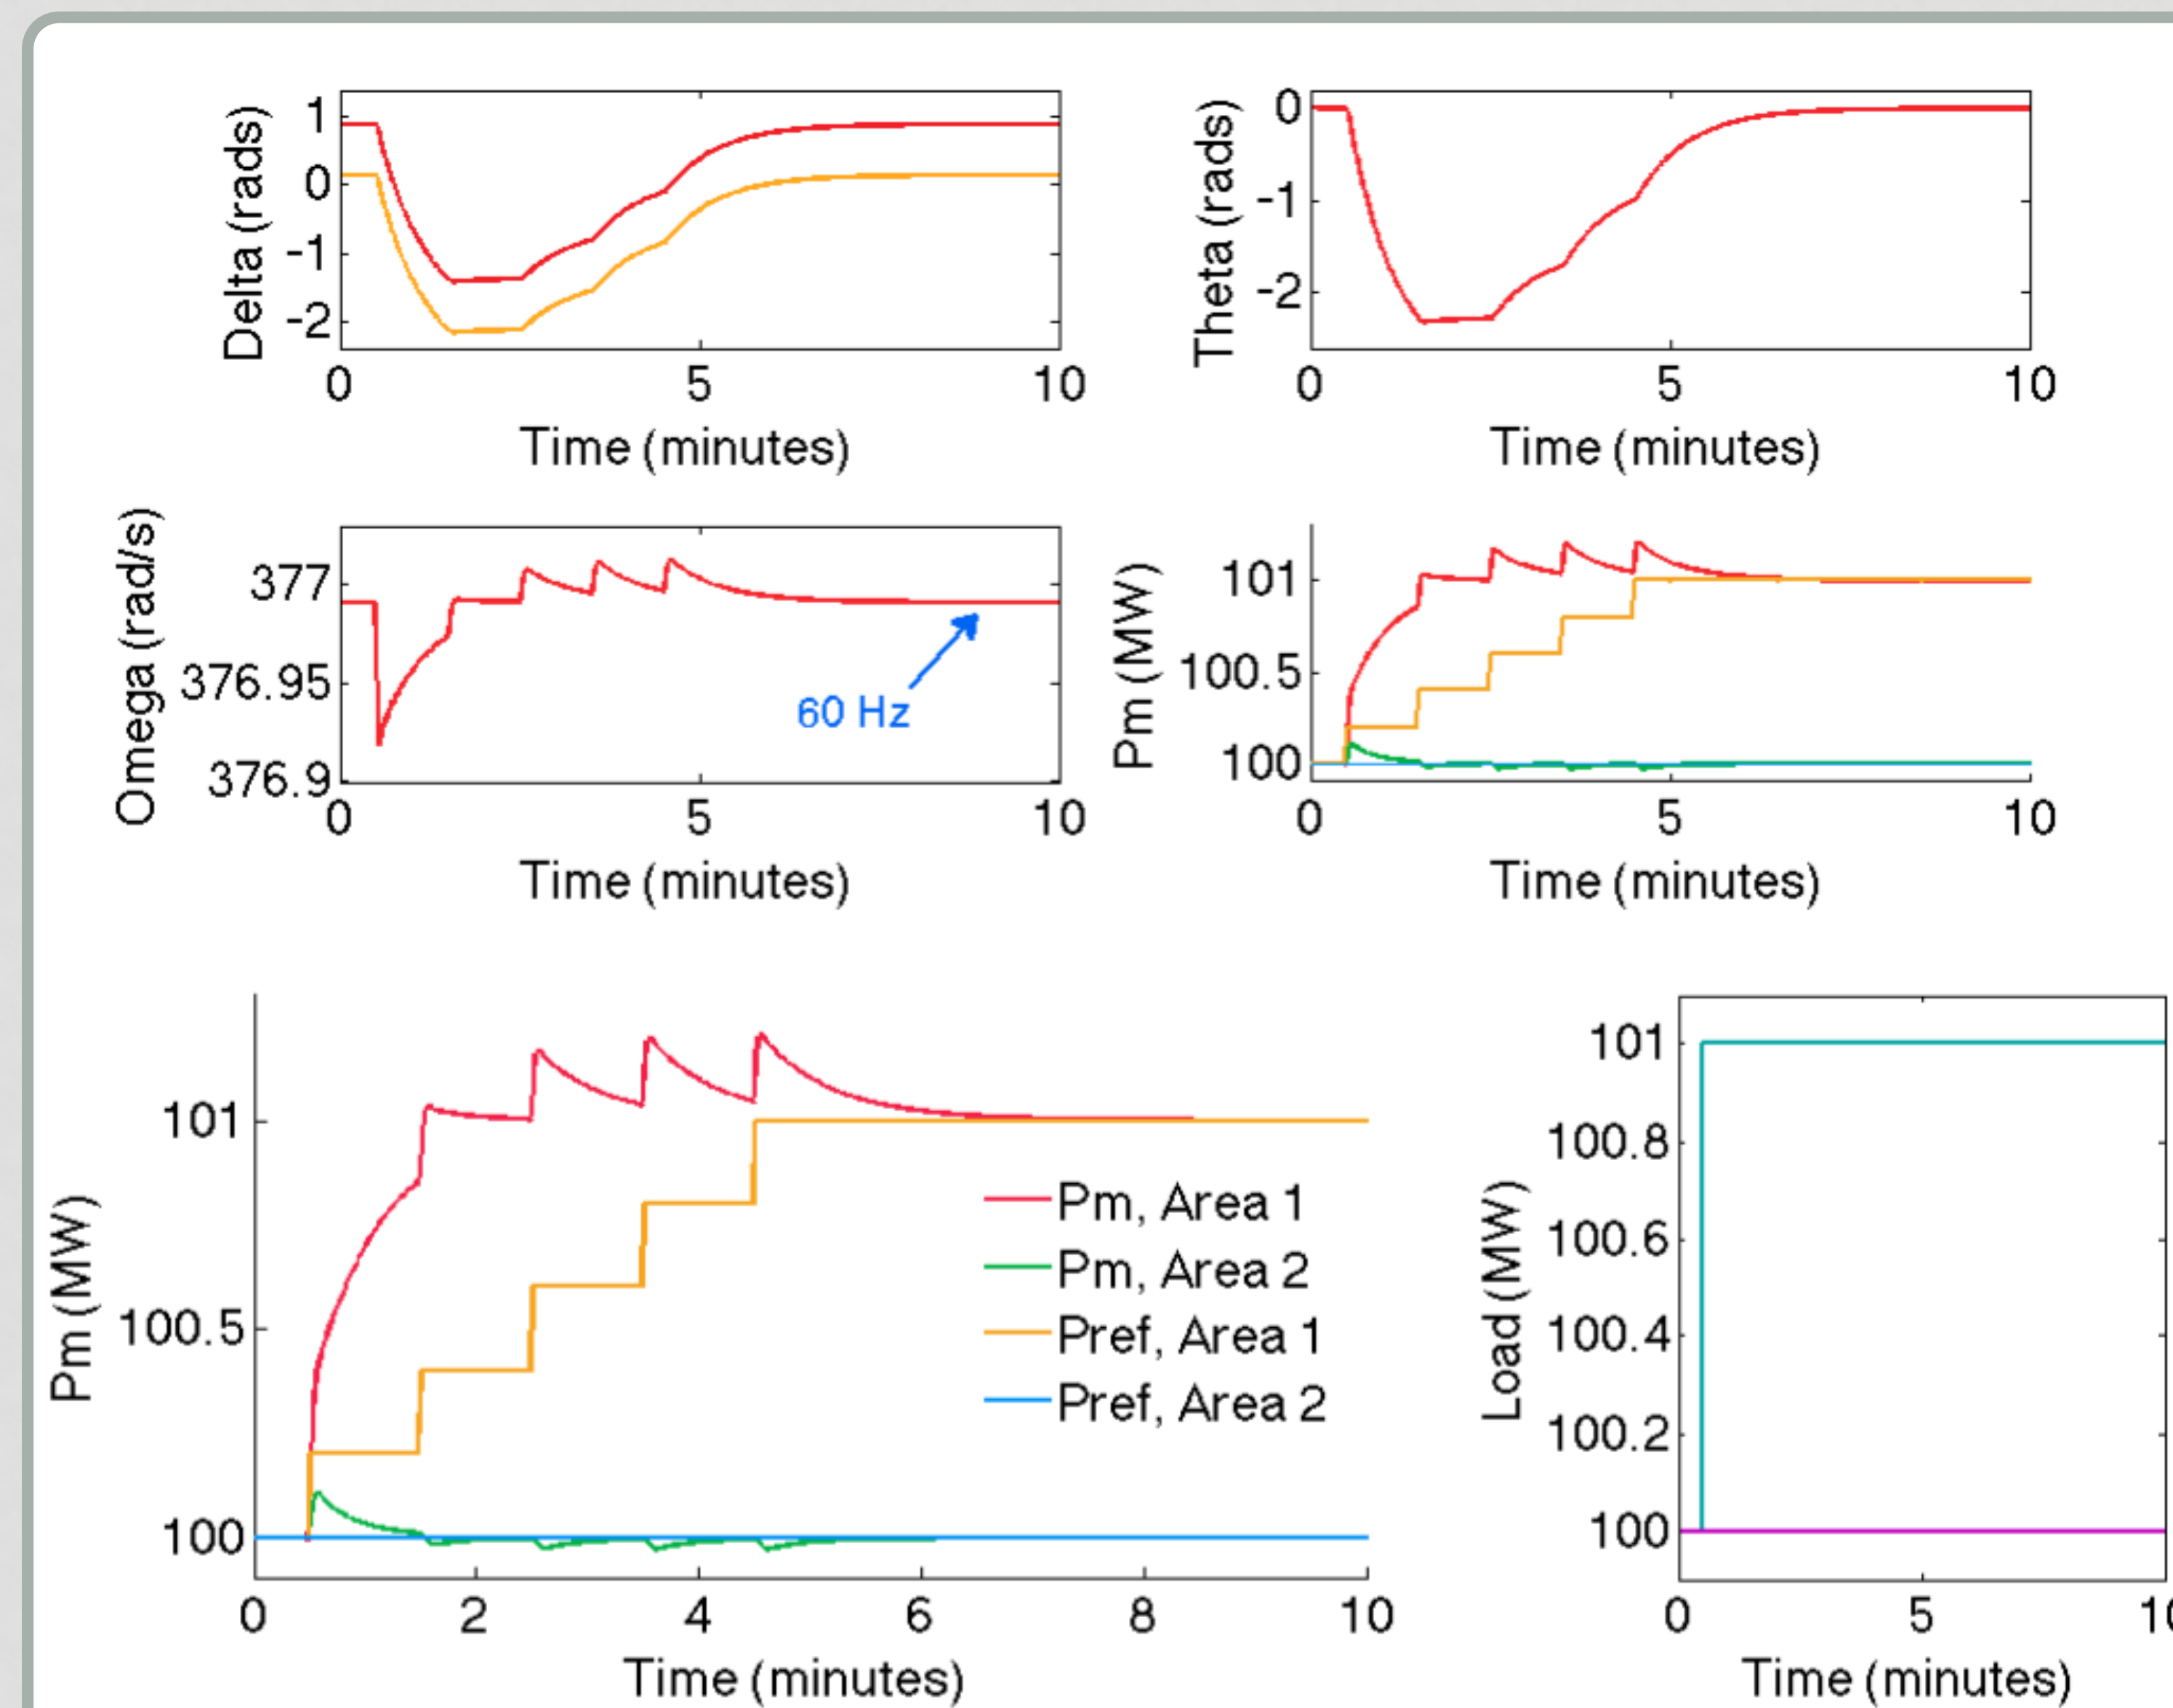 Delta (rads)
1
0
-1
-2
0 5 10
Time (minutes)
Theta (rads)
0
-1
-2
0 5 10
Time (minutes)
Omega (rad/s)
377
376.95
376.9
60 Hz
0 5 10
Time (minutes)
Pm (MW)
101
100.5
100
0 5 10
Time (minutes)
Pm (MW)
101
100.5
100
Pm, Area 1
Pm, Area 2
Pref, Area 1
Pref, Area 2
0 2 4 6 8 10
Time (minutes)
Load (MW)
101
100.8
100.6
100.4
100.2
100
0 5 10
Time (minutes)